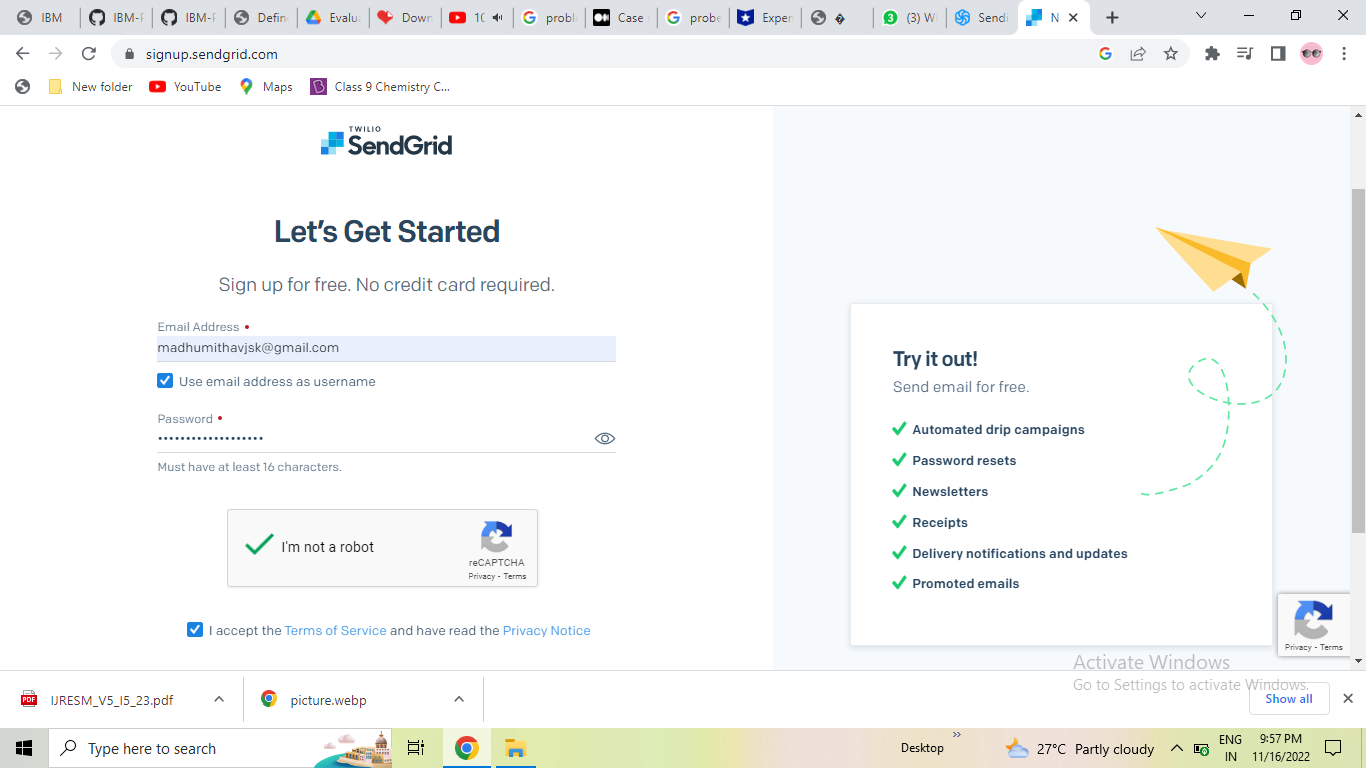 IBM
IBM-F
IBM-F
Define
Evalua
Down
10
proble
Case
probe
Exper
(3) W
Sendi
N
signup.sendgrid.com
New folder
YouTube
Maps
Class 9 Chemistry C...
TWILIO
SendGrid
Let's Get Started
Sign up for free. No credit card required.
Email Address
madhumithavjsk@gmail.com
Use email address as username
Password
•••••••••••••••••••
Must have at least 16 characters.
I'm not a robot
reCAPTCHA
Privacy - Terms
I accept the Terms of Service and have read the Privacy Notice
Try it out!
Send email for free.
Automated drip campaigns
Password resets
Newsletters
Receipts
Delivery notifications and updates
Promoted emails
Privacy - Terms
Activate Windows
Go to Settings to activate Windows.
PDF
IJRESM_V5_I5_23.pdf
picture.webp
Show all
Type here to search
Desktop
27°C Partly cloudy
ENG
IN
9:57 PM
11/16/2022